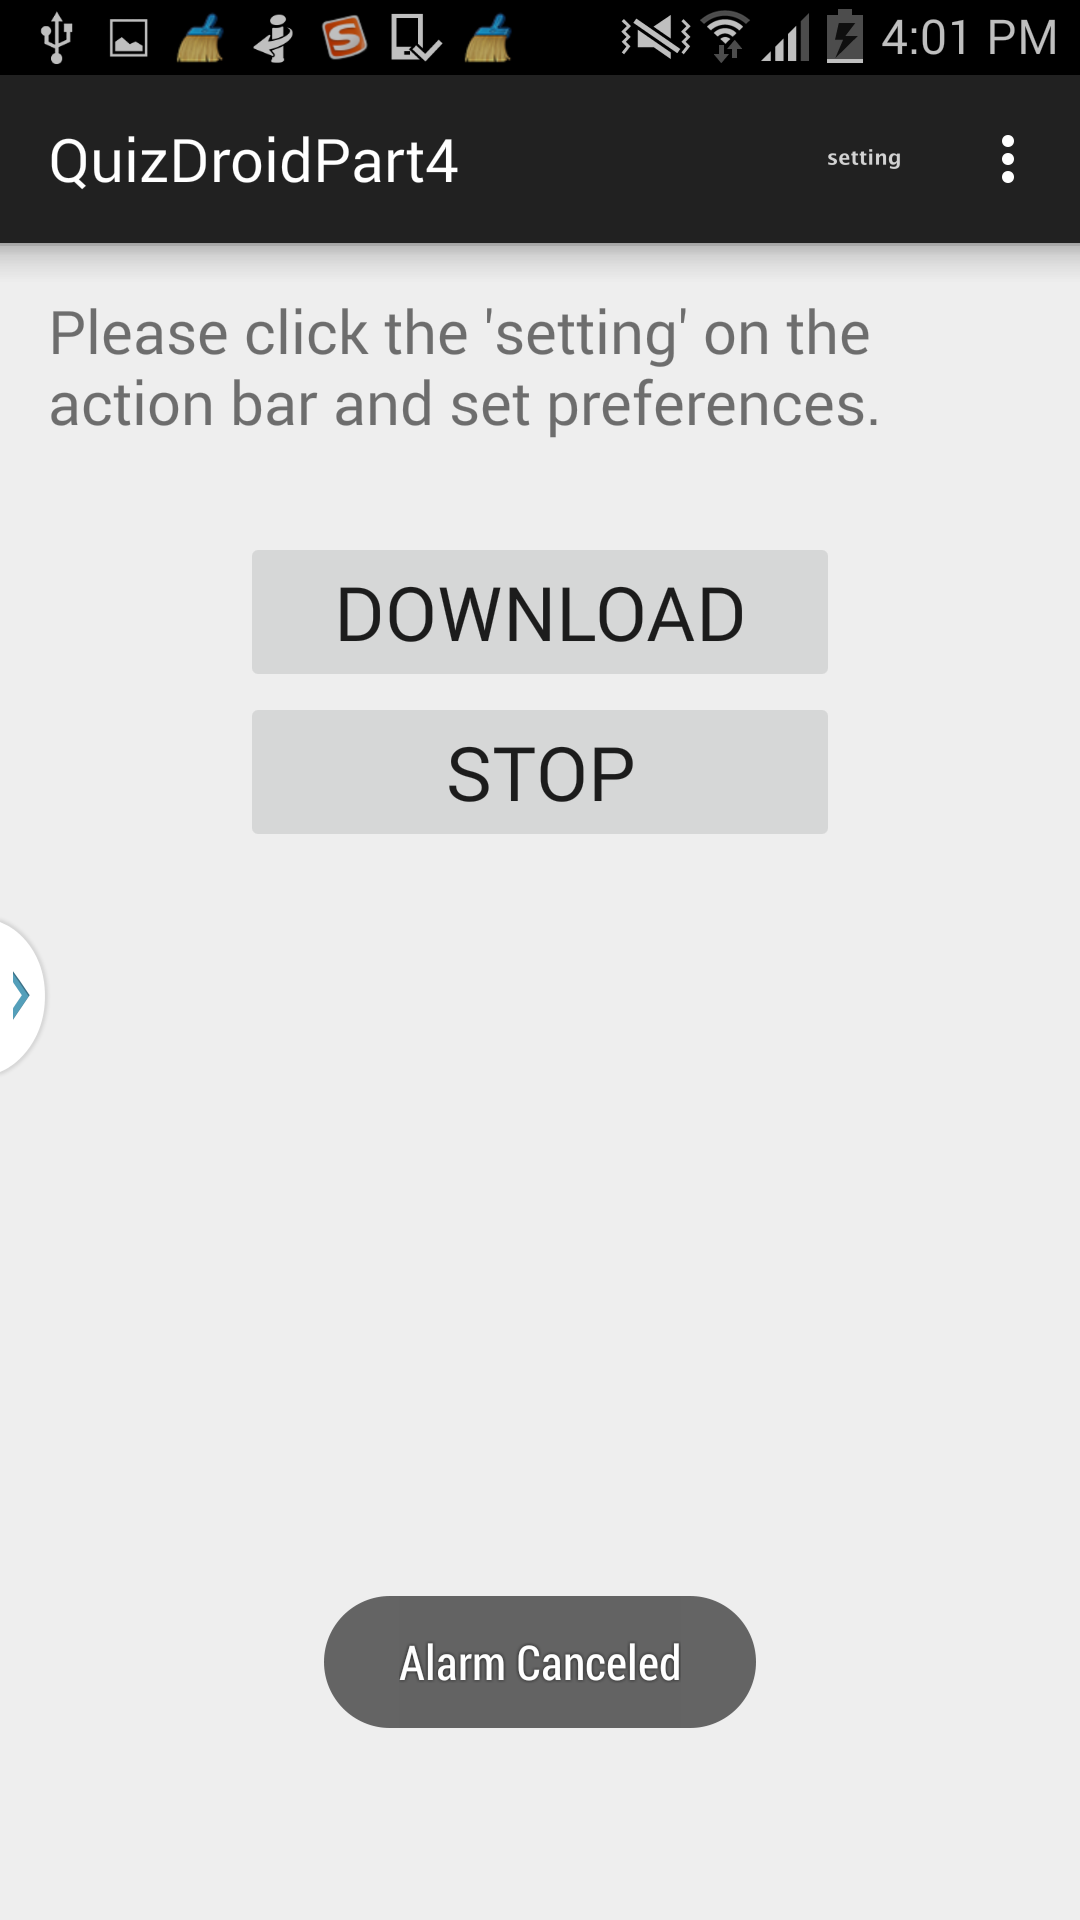 4:01 PM
QuizDroidPart4
setting
Please click the 'setting' on the
action bar and set preferences.
DOWNLOAD
STOP
Alarm Canceled